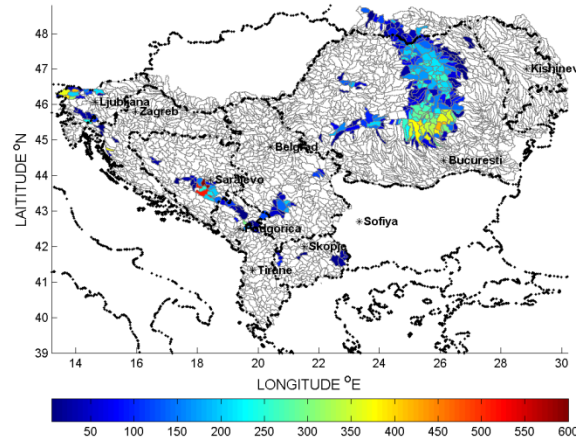 48
47
46
45
44
43
42
41
40
39
LAITITUDE °N
Kishinev
Ljubljana
Zagreb
Belgrad
Bucuresti
Sarajevo
Sofiya
Podgorica
Skopje
Tirane
14 16 18 20 22 24 26 28 30
LONGITUDE °E
50 100 150 200 250 300 350 400 450 500 550 600